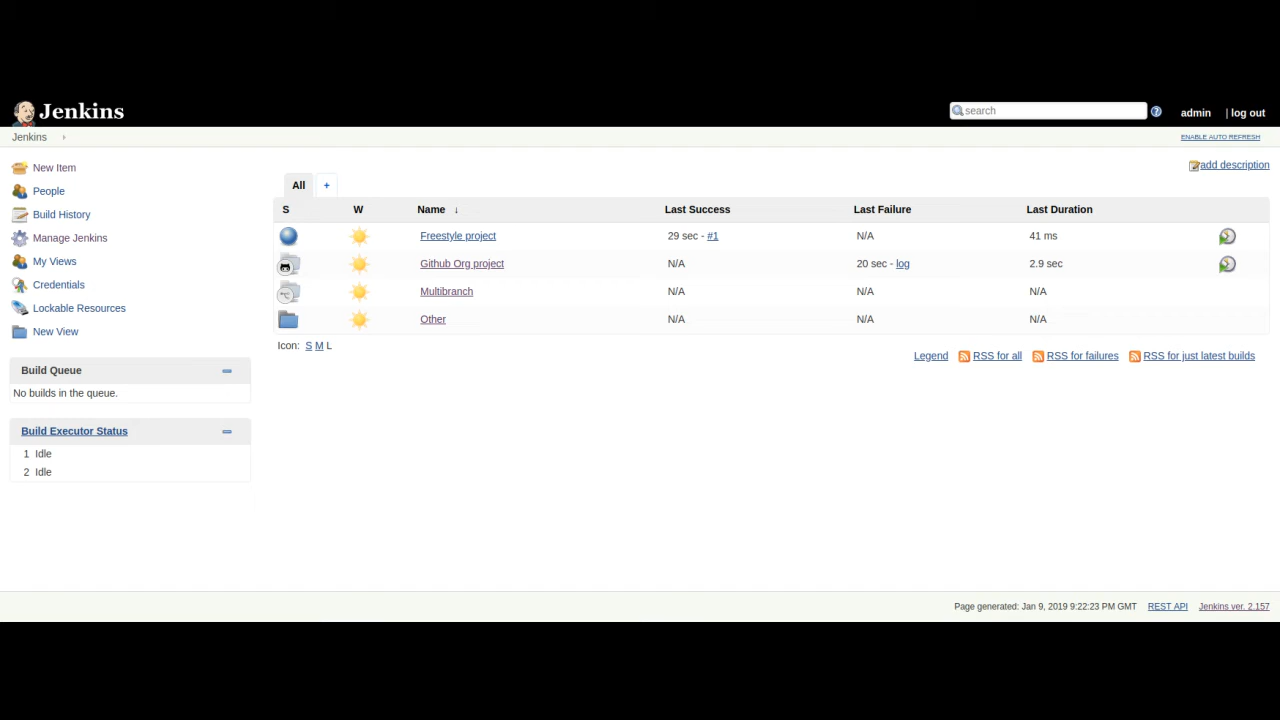 Jenkins
search
admin | log out
Jenkins
ENABLE AUTO REFRESH
New Item
People
Build History
Manage Jenkins
My Views
Credentials
Lockable Resources
New View
Build Queue
No builds in the queue.
Build Executor Status
1 Idle
2 Idle
add description
All +
S W Name ↓ Last Success Last Failure Last Duration
Freestyle project 29 sec - #1 N/A 41 ms
Github Org project N/A 20 sec - log 2.9 sec
Multibranch N/A N/A N/A
Other N/A N/A N/A
Icon: S M L
Legend RSS for all RSS for failures RSS for just latest builds
Page generated: Jan 9, 2019 9:22:23 PM GMT REST API Jenkins ver. 2.157